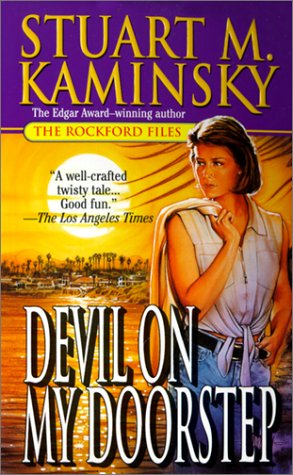 STUART M.
KAMINSKY
The Edgar Award–winning author
THE ROCKFORD FILES
"A well-crafted
twisty tale...
Good fun."
—The Los Angeles Times
DEVIL ON
MY DOORSTEP